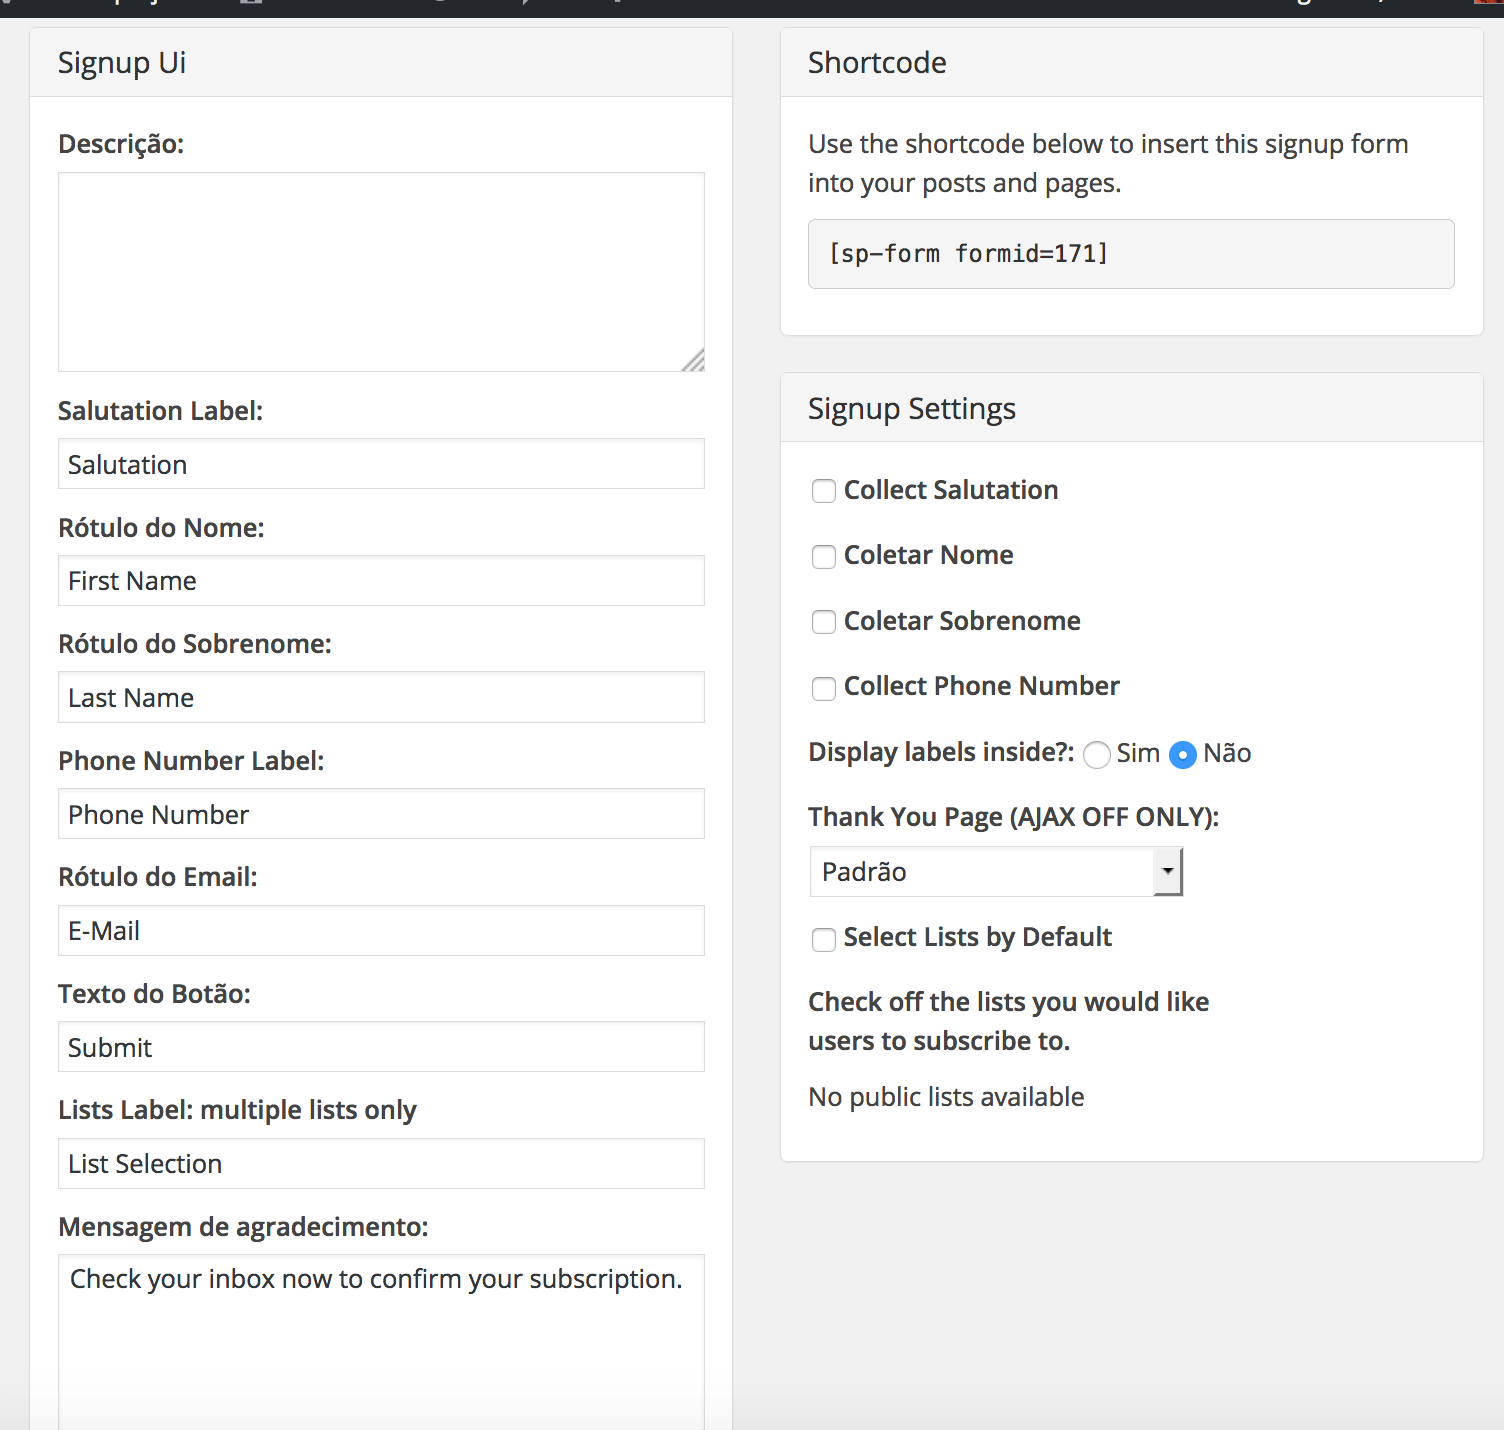 Signup Ui
Descrição:
Salutation Label:
Salutation
Rótulo do Nome:
First Name
Rótulo do Sobrenome:
Last Name
Phone Number Label:
Phone Number
Rótulo do Email:
E-Mail
Texto do Botão:
Submit
Lists Label: multiple lists only
List Selection
Mensagem de agradecimento:
Check your inbox now to confirm your subscription.
Shortcode
Use the shortcode below to insert this signup form
into your posts and pages.
[sp-form formid=171]
Signup Settings
Collect Salutation
Coletar Nome
Coletar Sobrenome
Collect Phone Number
Display labels inside?: Sim Não
Thank You Page (AJAX OFF ONLY):
Padrão
Select Lists by Default
Check off the lists you would like
users to subscribe to.
No public lists available